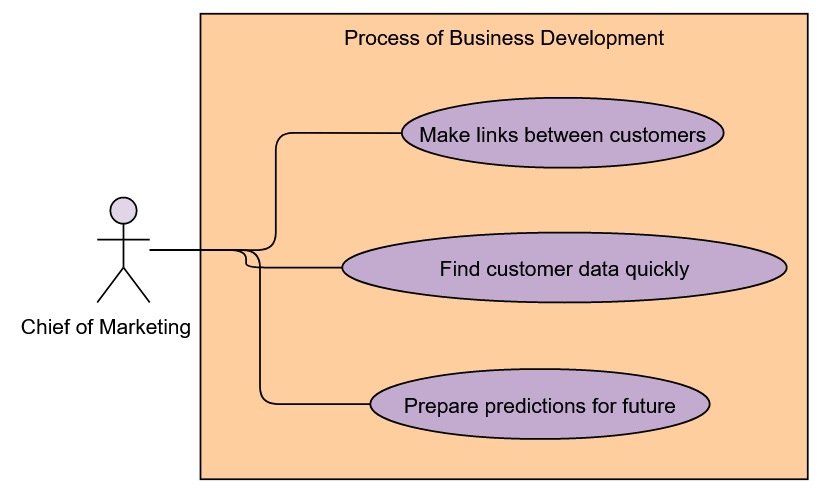 Process of Business Development
Make links between customers
Find customer data quickly
Chief of Marketing
Prepare predictions for future